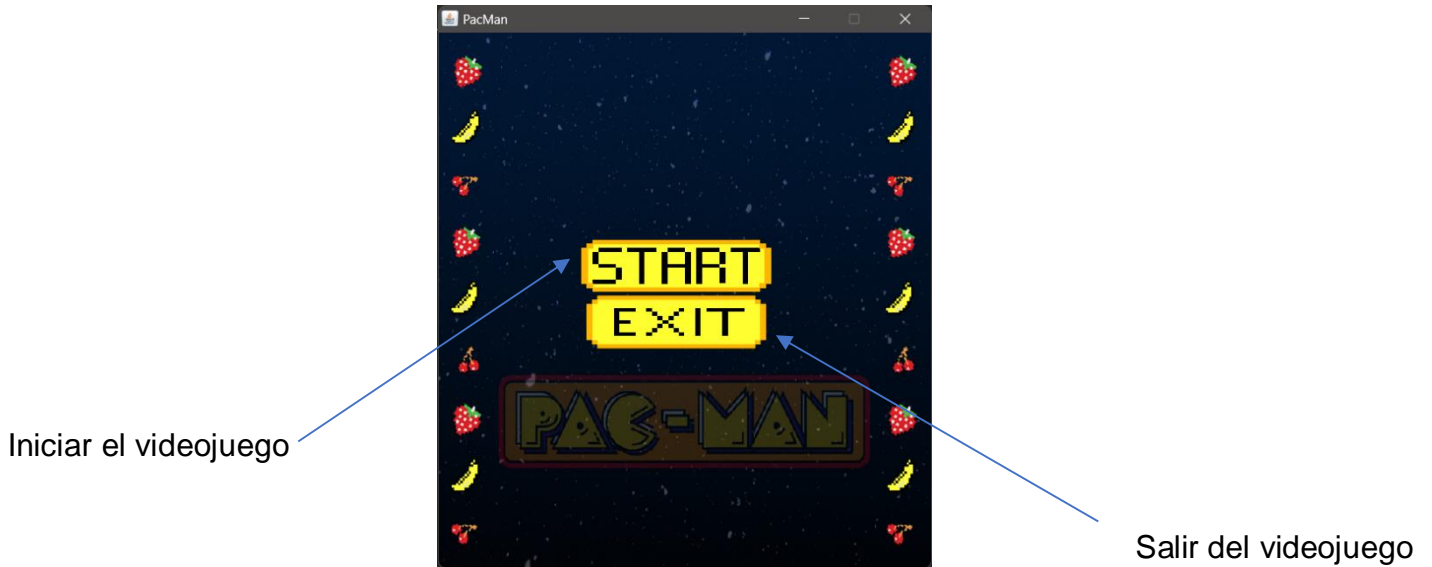 PacMan
START
EXIT
PAC-MAN
Iniciar el videojuego
Salir del videojuego